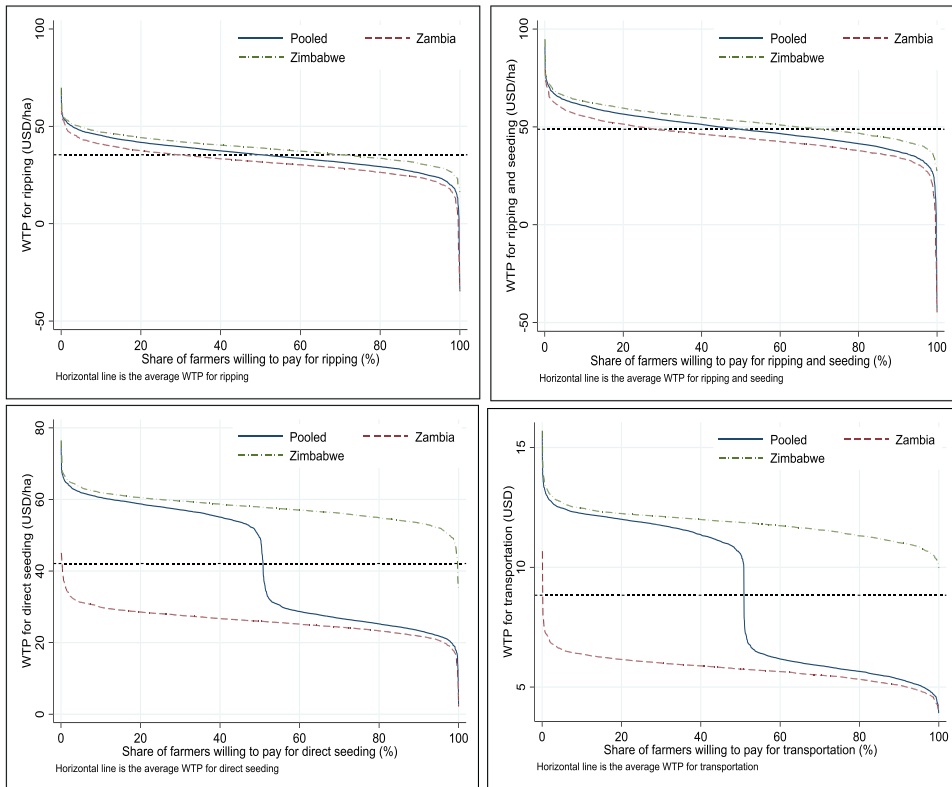 WTP for ripping (USD/ha)
100
50
0
-50
Pooled
Zambia
Zimbabwe
0 20 40 60 80 100
Share of farmers willing to pay for ripping (%)
Horizontal line is the average WTP for ripping
WTP for ripping and seeding (USD/ha)
100
50
0
-50
Pooled
Zambia
Zimbabwe
0 20 40 60 80 100
Share of farmers willing to pay for ripping and seeding (%)
Horizontal line is the average WTP for ripping and seeding
WTP for direct seeding (USD/ha)
80
60
40
20
0
Pooled
Zambia
Zimbabwe
0 20 40 60 80 100
Share of farmers willing to pay for direct seeding (%)
Horizontal line is the average WTP for direct seeding
WTP for transportation (USD)
15
10
5
Pooled
Zambia
Zimbabwe
0 20 40 60 80 100
Share of farmers willing to pay for transportation (%)
Horizontal line is the average WTP for transportation